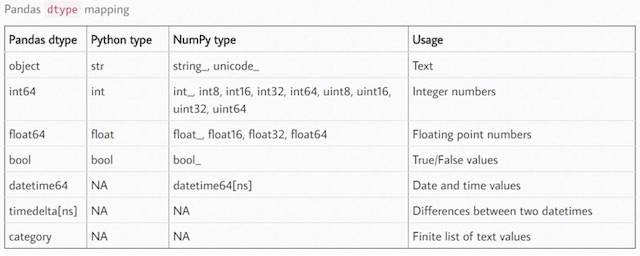 Pandas dtype mapping
Pandas dtype Python type NumPy type Usage
object str string_, unicode_ Text
int64 int int_, int8, int16, int32, int64, uint8, uint16, Integer numbers
uint32, uint64
float64 float float_, float16, float32, float64 Floating point numbers
bool bool bool_ True/False values
datetime64 NA datetime64[ns] Date and time values
timedelta[ns] NA NA Differences between two datetimes
category NA NA Finite list of text values